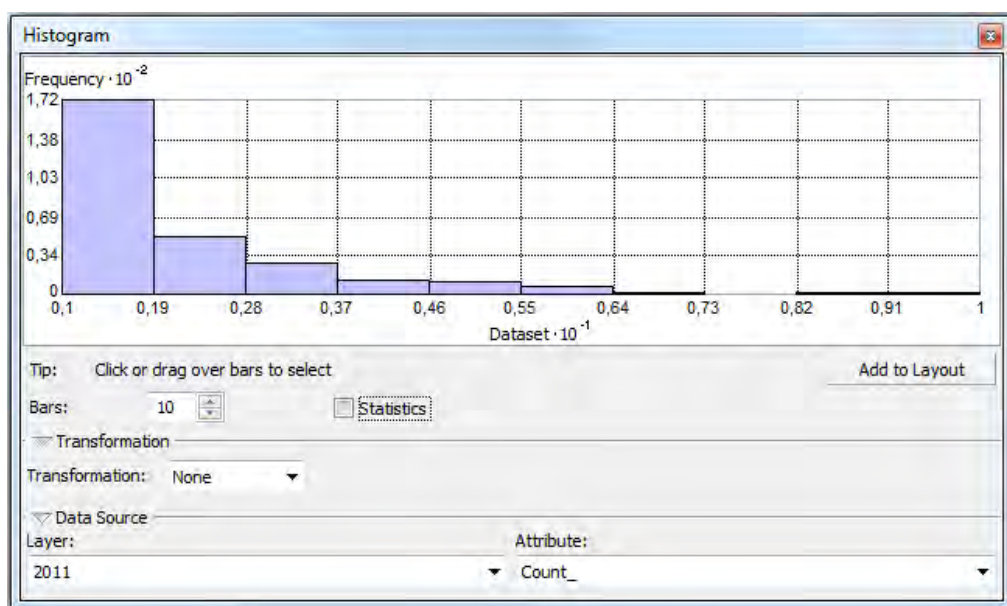 Histogram
Frequency · 10⁻²
1,72
1,38
1,03
0,69
0,34
0
0,1 0,19 0,28 0,37 0,46 0,55 0,64 0,73 0,82 0,91 1
Dataset · 10⁻¹
Tip: Click or drag over bars to select Add to Layout
Bars: 10 Statistics
Transformation
Transformation: None
Data Source
Layer: Attribute:
2011 Count_